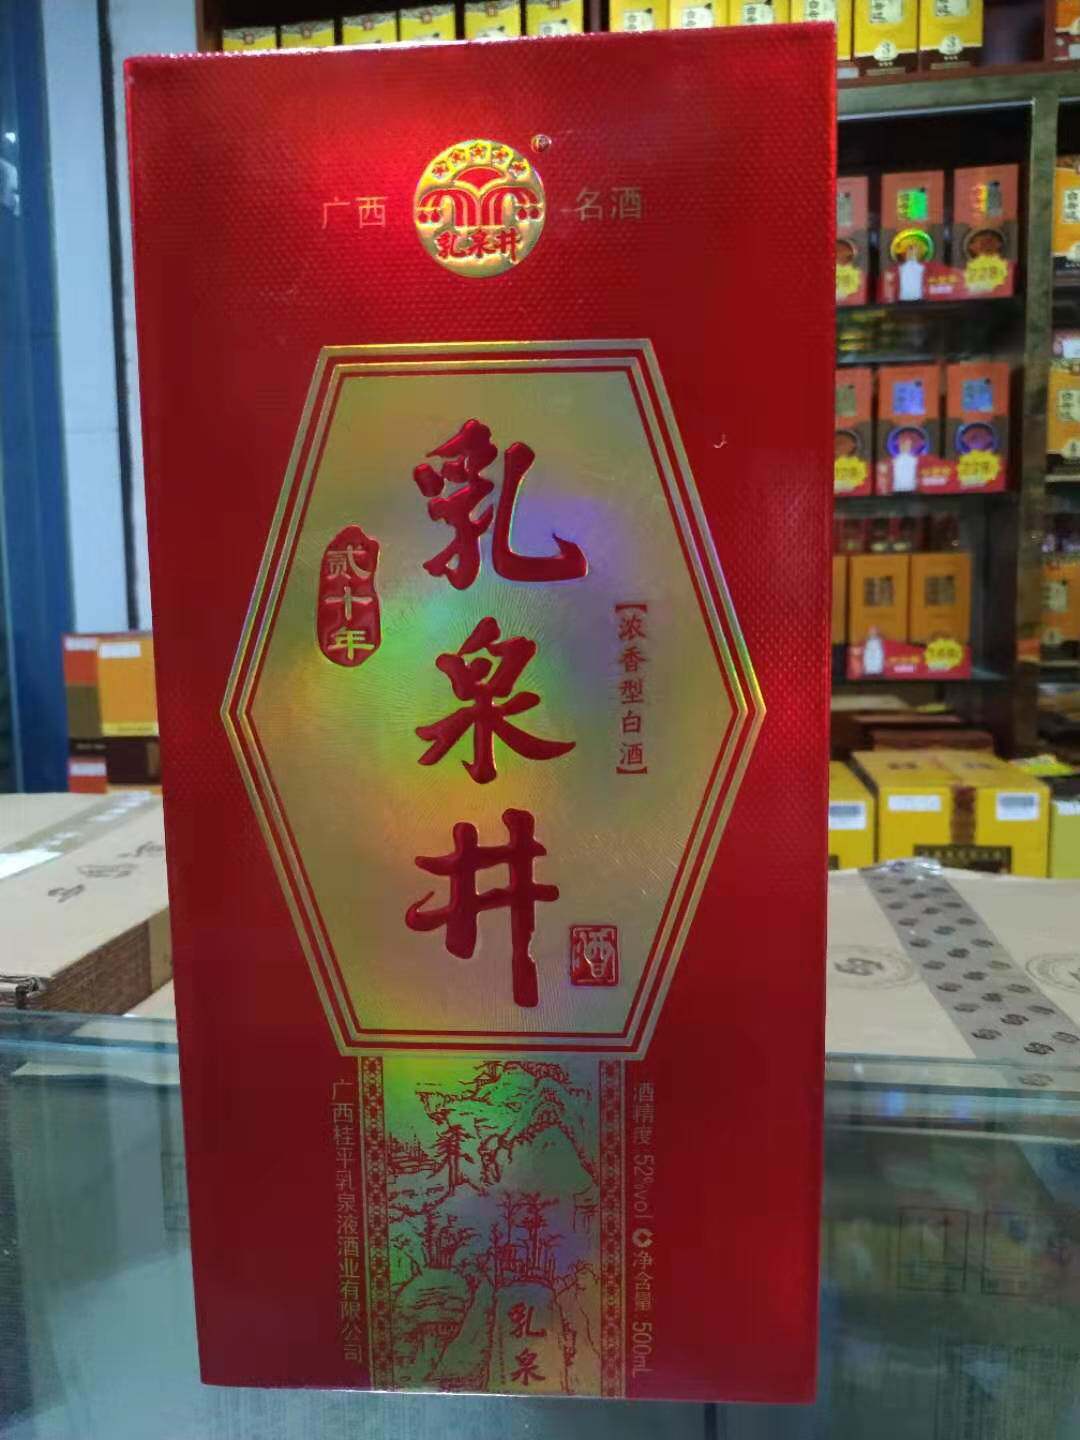 广西
名酒
乳泉井
乳泉井
贰十年
【浓香型白酒】
酒
广西桂平乳泉液酒业有限公司
酒精度 52%vol 净含量:500mL
乳泉